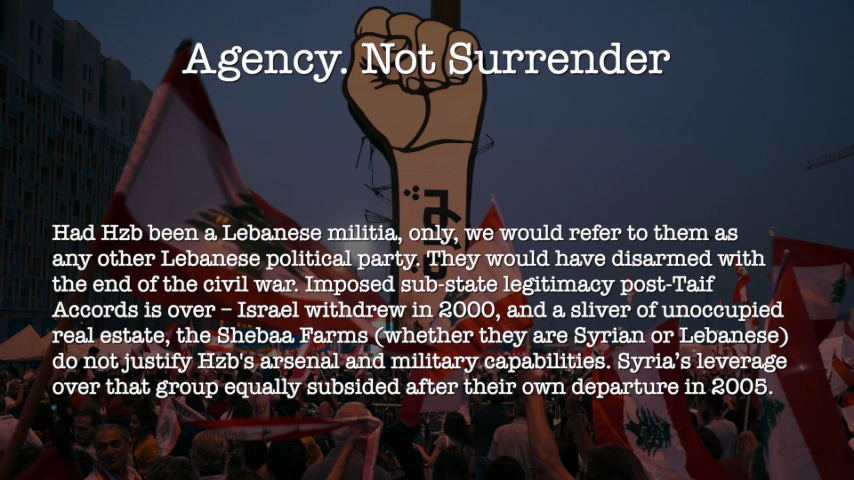 Agency. Not Surrender
ثورة
Had Hzb been a Lebanese militia, only, we would refer to them as
any other Lebanese political party. They would have disarmed with
the end of the civil war. Imposed sub-state legitimacy post-Taif
Accords is over – Israel withdrew in 2000, and a sliver of unoccupied
real estate, the Shebaa Farms (whether they are Syrian or Lebanese)
do not justify Hzb's arsenal and military capabilities. Syria’s leverage
over that group equally subsided after their own departure in 2005.